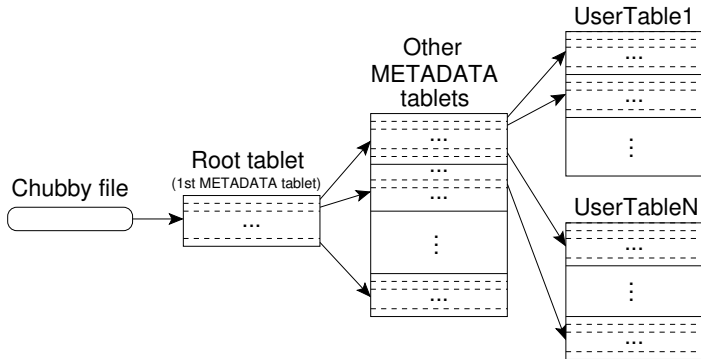 Chubby file
Root tablet
(1st METADATA tablet)
...
Other
METADATA
tablets
...
...
...
...
...
UserTable1
...
...
...
UserTableN
...
...
...